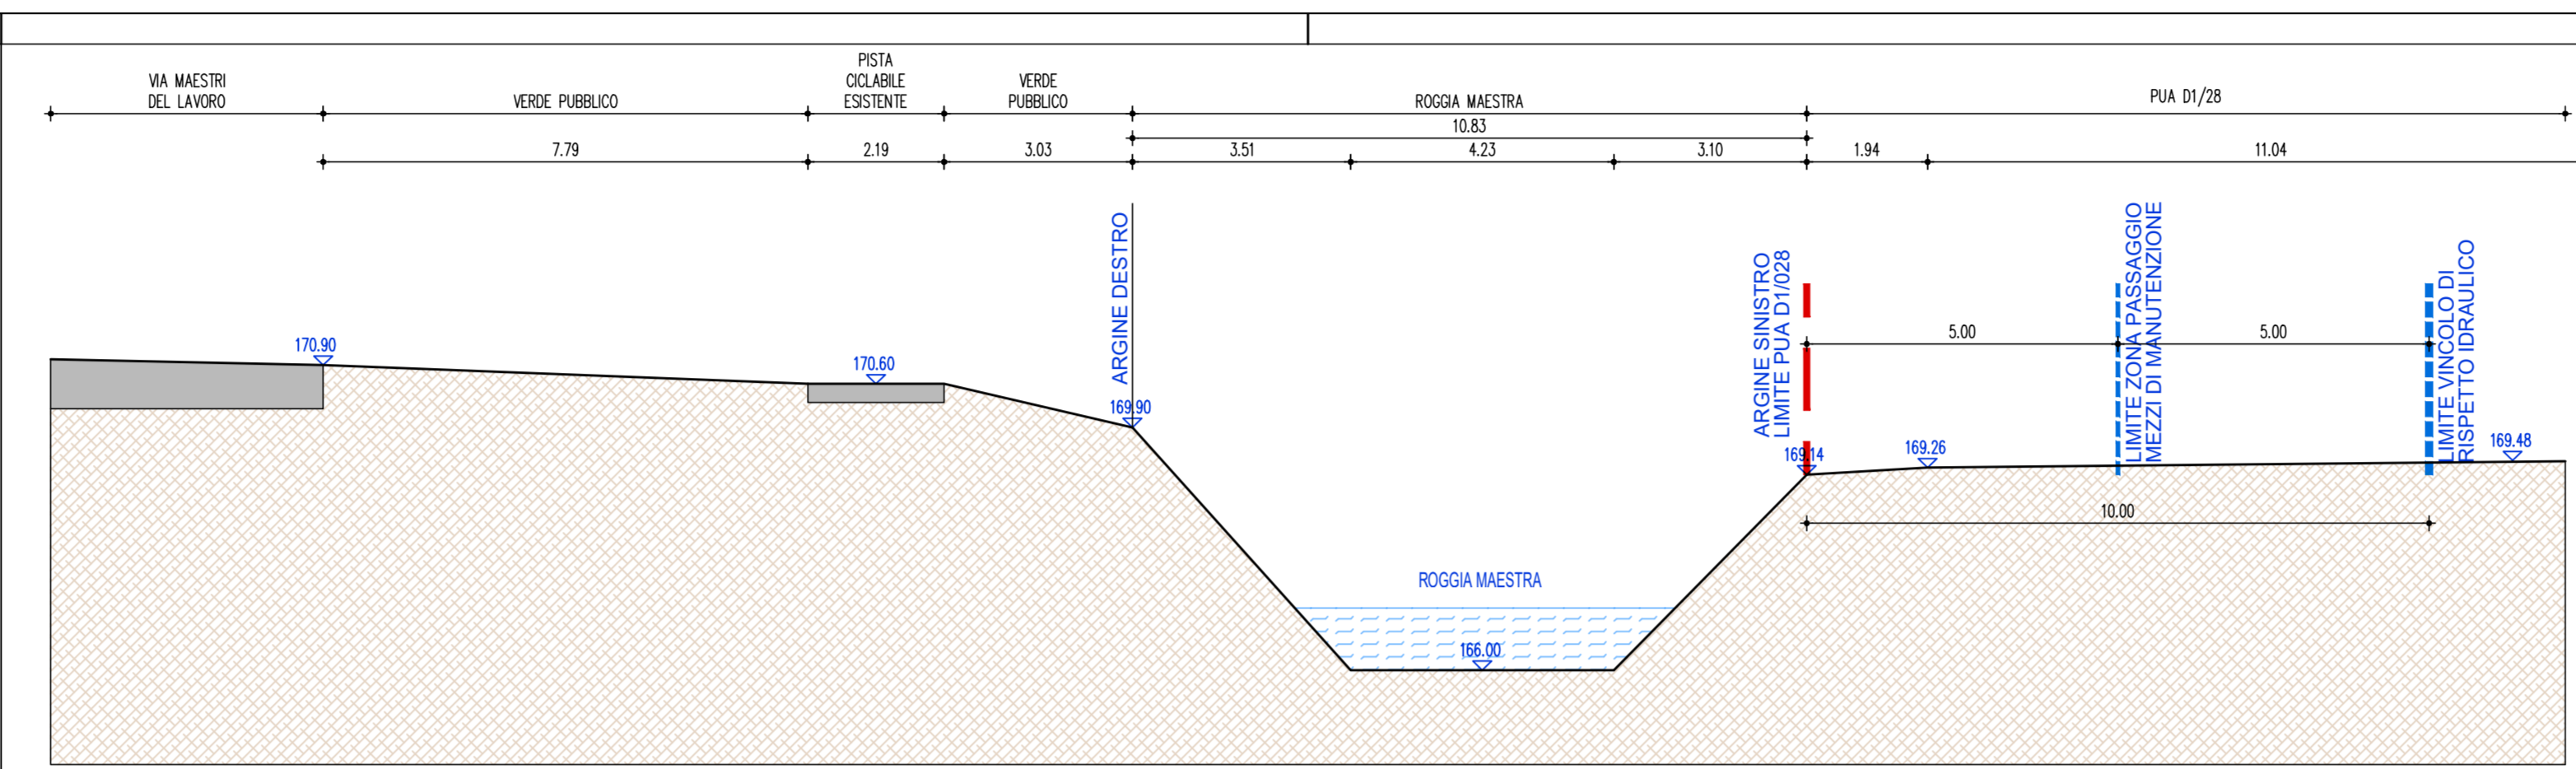 VIA MAESTRI
DEL LAVORO
VERDE PUBBLICO
PISTA
CICLABILE
ESISTENTE
VERDE
PUBBLICO
ROGGIA MAESTRA
PUA D1/28
10.83
7.79
2.19
3.03
3.51
4.23
3.10
1.94
11.04
ARGINE DESTRO
ARGINE SINISTRO
LIMITE PUA D1/028
LIMITE ZONA PASSAGGIO
MEZZI DI MANUTENZIONE
LIMITE VINCOLO DI
RISPETTO IDRAULICO
5.00
5.00
170.90
170.60
169.90
169.14
169.26
169.48
10.00
ROGGIA MAESTRA
166.00